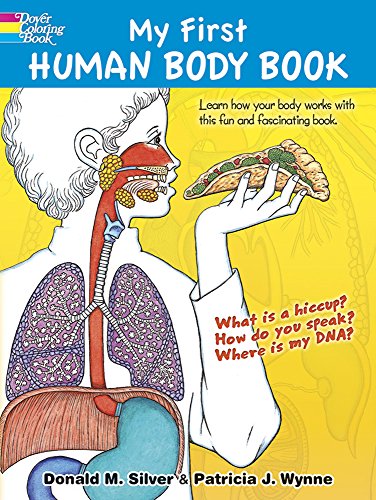 Dover
Coloring
Book
My First
HUMAN BODY BOOK
Learn how your body works with
this fun and fascinating book.
What is a hiccup?
How do you speak?
Where is my DNA?
Donald M. Silver & Patricia J. Wynne